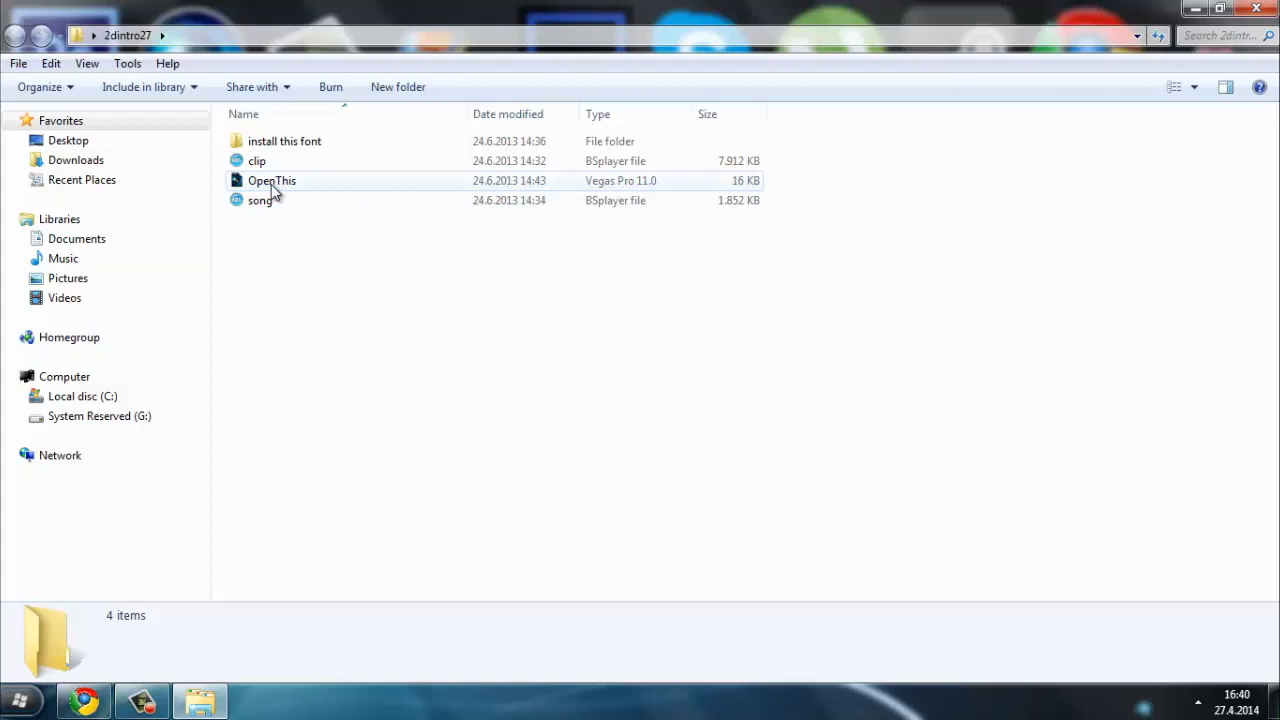 2dintro27
Search 2dintr...
File Edit View Tools Help
Organize Include in library Share with Burn New folder
Name Date modified Type Size
install this font 24.6.2013 14:36 File folder
clip 24.6.2013 14:32 BSplayer file 7.912 KB
OpenThis 24.6.2013 14:43 Vegas Pro 11.0 16 KB
song 24.6.2013 14:34 BSplayer file 1.852 KB
Favorites
Desktop
Downloads
Recent Places
Libraries
Documents
Music
Pictures
Videos
Homegroup
Computer
Local disc (C:)
System Reserved (G:)
Network
4 items
16:40
27.4.2014